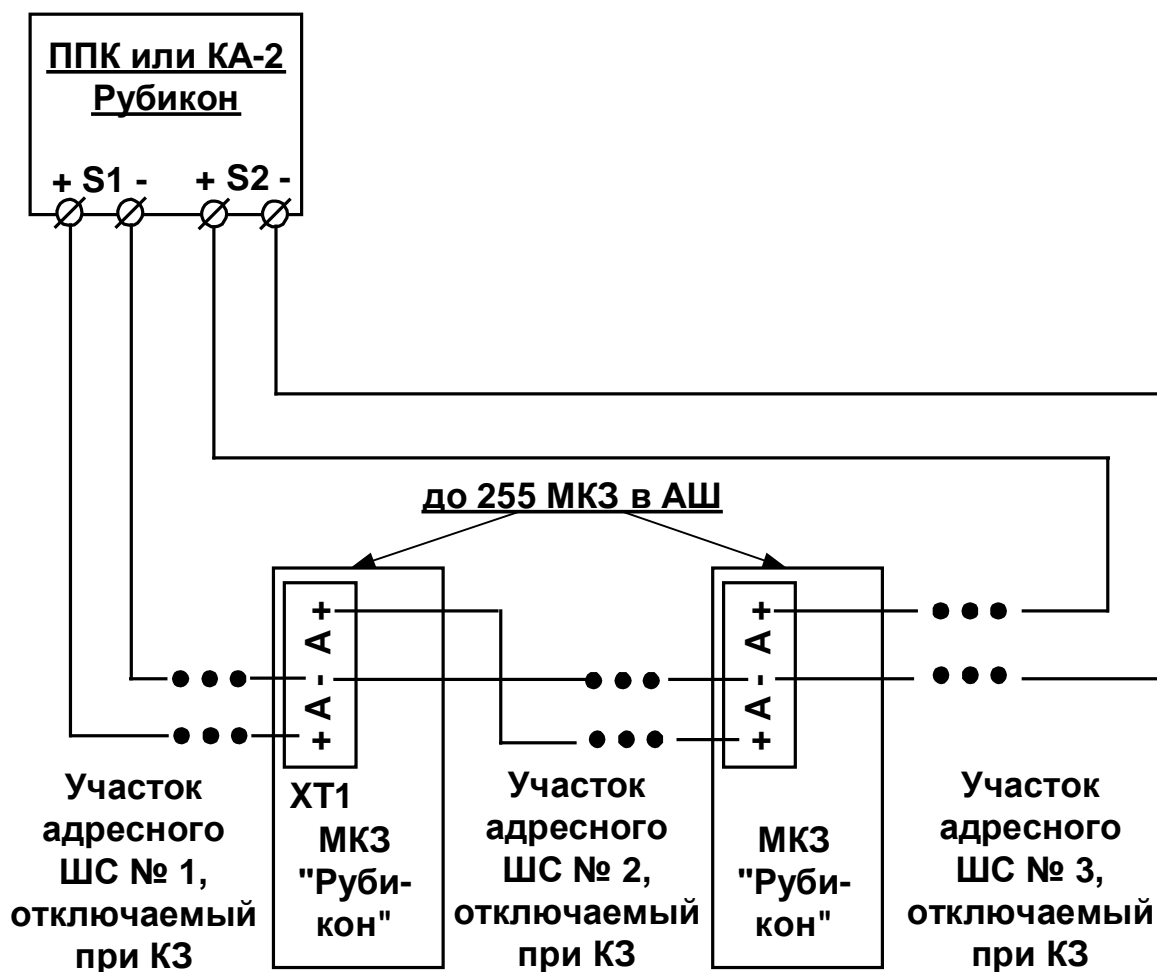 ППК или КА-2
Рубикон
+ S1 -
+ S2 -
до 255 МКЗ в АШ
+ А - А +
+ А - А +
ХТ1
Участок
адресного
ШС № 1,
отключаемый
при КЗ
МКЗ
"Руби-
кон"
Участок
адресного
ШС № 2,
отключаемый
при КЗ
МКЗ
"Руби-
кон"
Участок
адресного
ШС № 3,
отключаемый
при КЗ